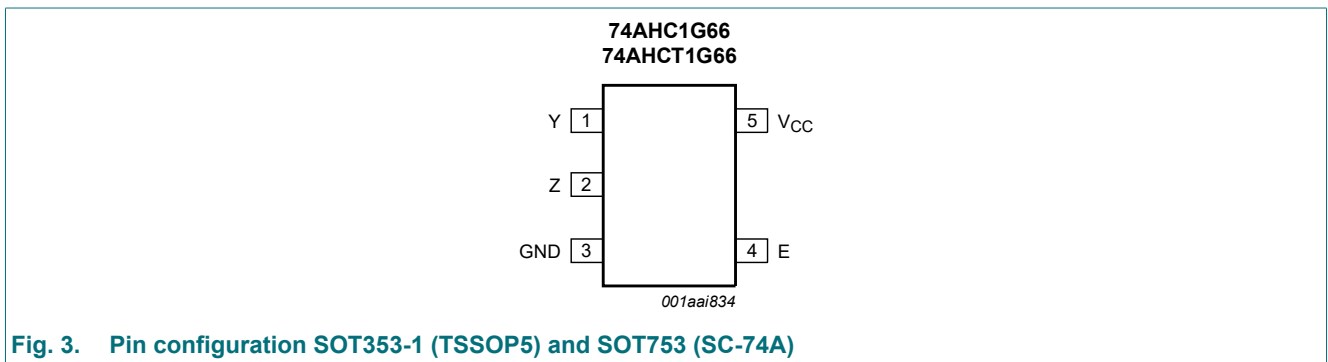 74AHC1G66
74AHCT1G66
Y 1
5 VCC
Z 2
GND 3
4 E
001aai834
Fig. 3. Pin configuration SOT353-1 (TSSOP5) and SOT753 (SC-74A)